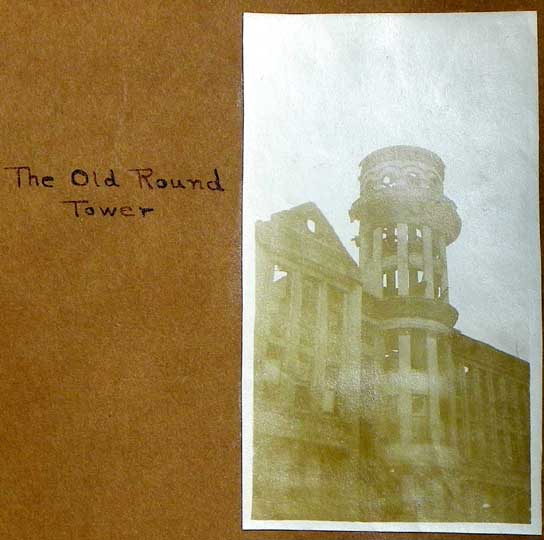 The Old Round
Tower